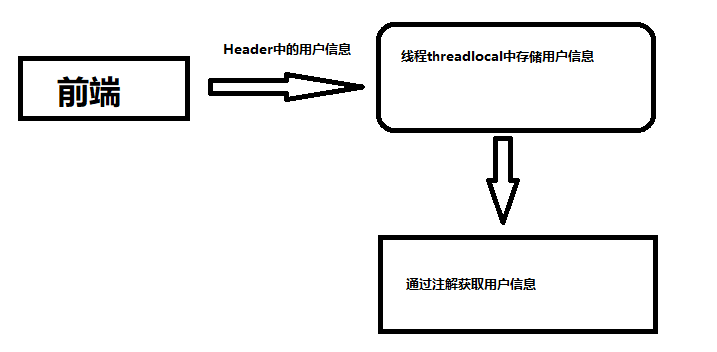 前端
Header中的用户信息
线程threadlocal中存储用户信息
通过注解获取用户信息